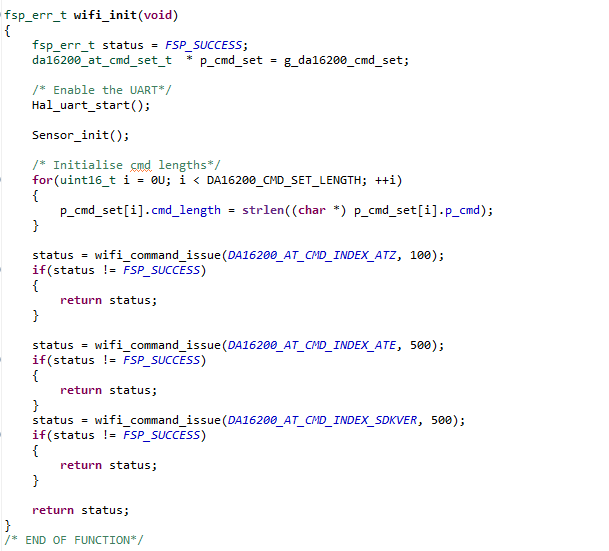 fsp_err_t wifi_init(void)
{
    fsp_err_t status = FSP_SUCCESS;
    da16200_at_cmd_set_t  * p_cmd_set = g_da16200_cmd_set;

    /* Enable the UART*/
    Hal_uart_start();

    Sensor_init();

    /* Initialise cmd lengths*/
    for(uint16_t i = 0U; i < DA16200_CMD_SET_LENGTH; ++i)
    {
        p_cmd_set[i].cmd_length = strlen((char *) p_cmd_set[i].p_cmd);
    }

    status = wifi_command_issue(DA16200_AT_CMD_INDEX_ATZ, 100);
    if(status != FSP_SUCCESS)
    {
        return status;
    }

    status = wifi_command_issue(DA16200_AT_CMD_INDEX_ATE, 500);
    if(status != FSP_SUCCESS)
    {
        return status;
    }
    status = wifi_command_issue(DA16200_AT_CMD_INDEX_SDKVER, 500);
    if(status != FSP_SUCCESS)
    {
        return status;
    }

    return status;
}
/* END OF FUNCTION*/